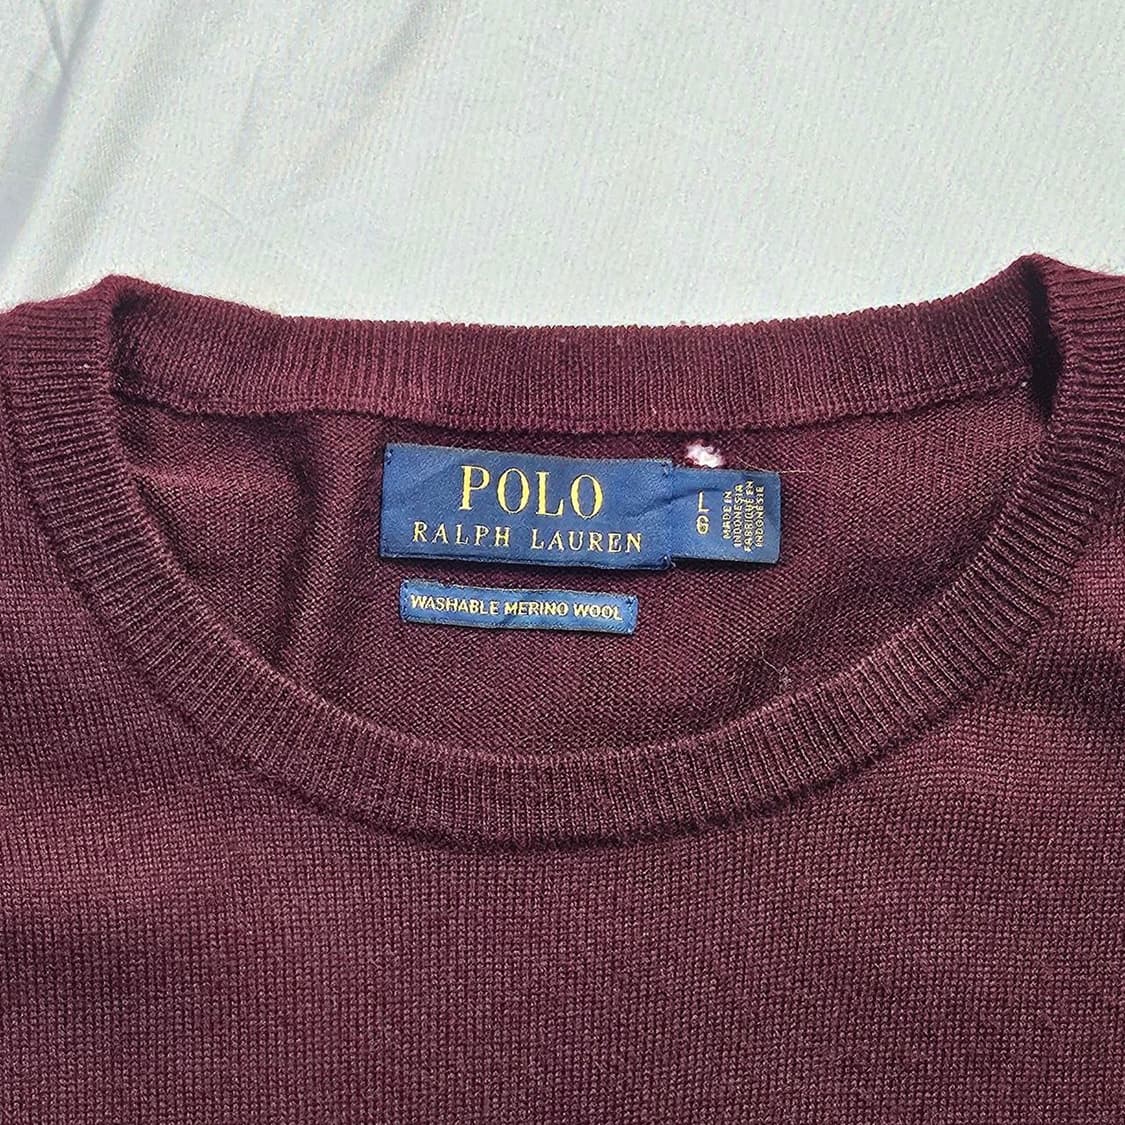 POLO
RALPH LAUREN
L
G
MADE IN
INDONESIA
FABRIQUÉ EN
INDONÉSIE
WASHABLE MERINO WOOL